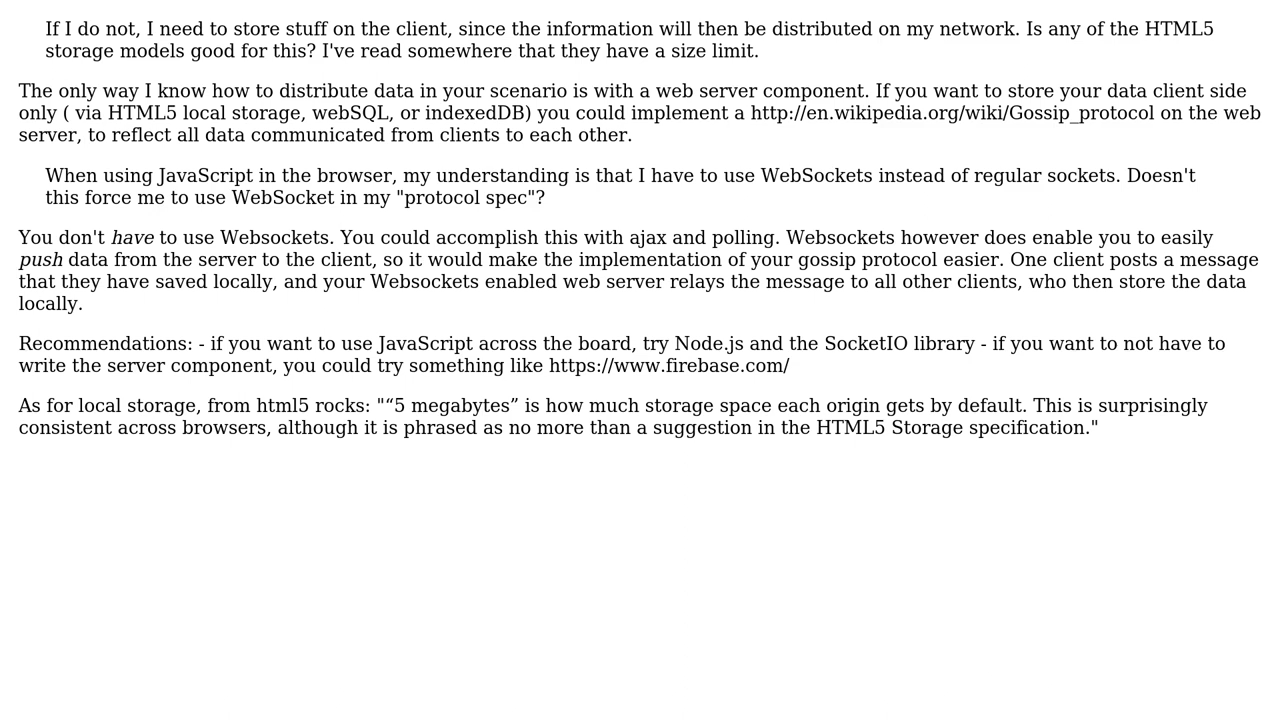 If I do not, I need to store stuff on the client, since the information will then be distributed on my network. Is any of the HTML5
storage models good for this? I've read somewhere that they have a size limit.
The only way I know how to distribute data in your scenario is with a web server component. If you want to store your data client side
only ( via HTML5 local storage, webSQL, or indexedDB) you could implement a http://en.wikipedia.org/wiki/Gossip_protocol on the web
server, to reflect all data communicated from clients to each other.
When using JavaScript in the browser, my understanding is that I have to use WebSockets instead of regular sockets. Doesn't
this force me to use WebSocket in my "protocol spec"?
You don't have to use Websockets. You could accomplish this with ajax and polling. Websockets however does enable you to easily
push data from the server to the client, so it would make the implementation of your gossip protocol easier. One client posts a message
that they have saved locally, and your Websockets enabled web server relays the message to all other clients, who then store the data
locally.
Recommendations: - if you want to use JavaScript across the board, try Node.js and the SocketIO library - if you want to not have to
write the server component, you could try something like https://www.firebase.com/
As for local storage, from html5 rocks: "“5 megabytes” is how much storage space each origin gets by default. This is surprisingly
consistent across browsers, although it is phrased as no more than a suggestion in the HTML5 Storage specification."